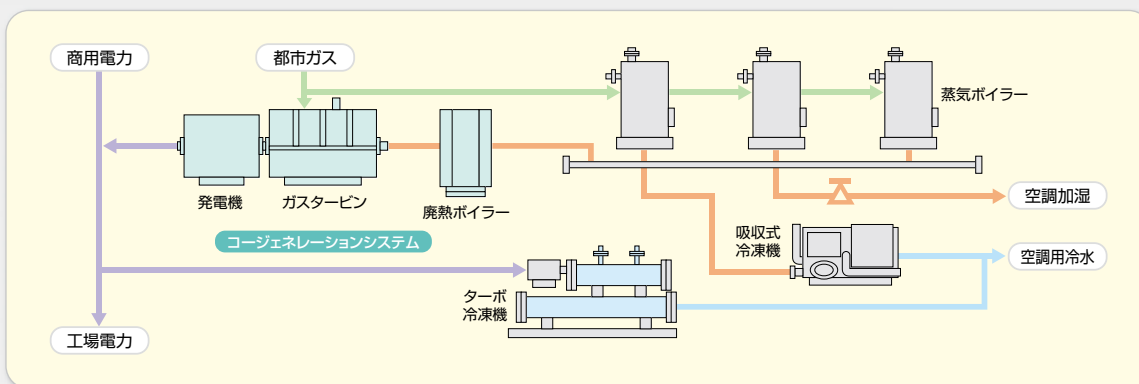 商用電力
都市ガス
蒸気ボイラー
発電機
ガスタービン
廃熱ボイラー
空調加湿
コージェネレーションシステム
吸収式
冷凍機
空調用冷水
ターボ
冷凍機
工場電力